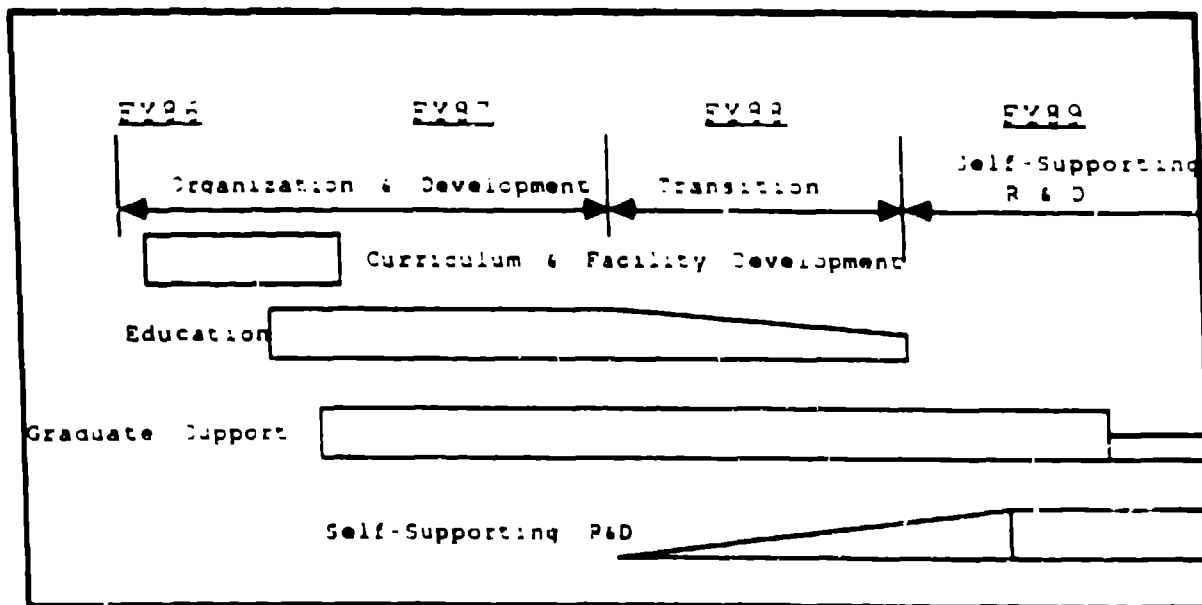 FY86 FY87 FY88 FY89
Organization & Development Transition Self-Supporting
R & D
Curriculum & Facility Development
Education
Graduate Support
Self-Supporting R&D